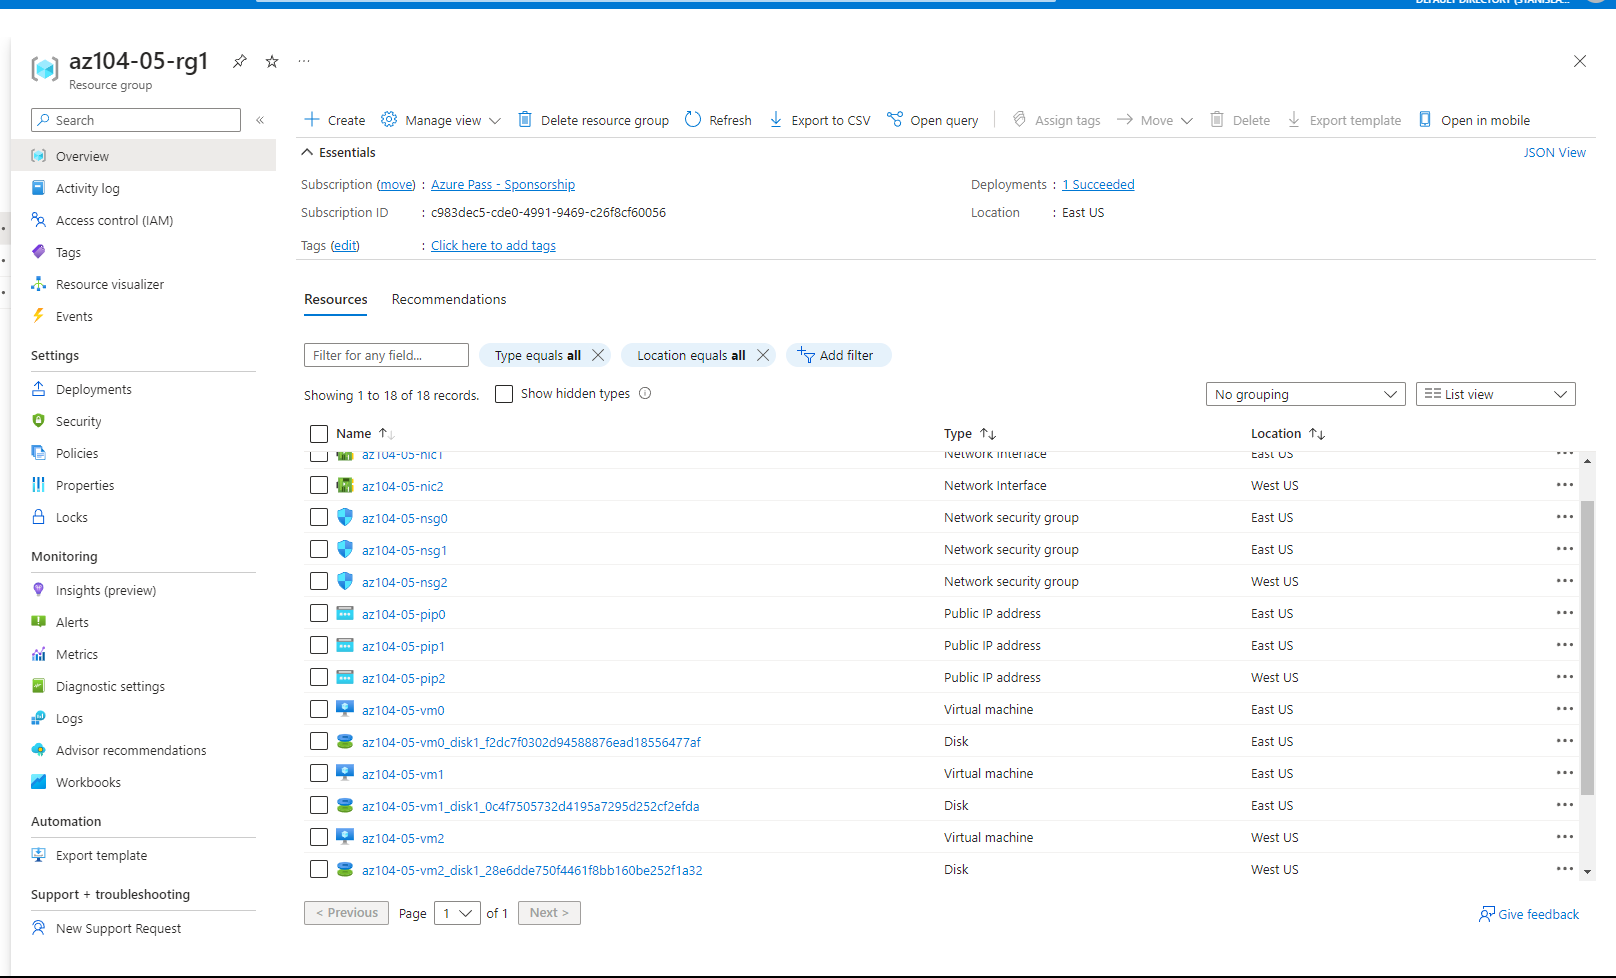 DEFAULT DIRECTORY (STANISLA...
az104-05-rg1
...
Resource group
Search
«
Create
Manage view
Delete resource group
Refresh
Export to CSV
Open query
Assign tags
Move
Delete
Export template
Open in mobile
Overview
Activity log
Access control (IAM)
Tags
Resource visualizer
Events
Settings
Deployments
Security
Policies
Properties
Locks
Monitoring
Insights (preview)
Alerts
Metrics
Diagnostic settings
Logs
Advisor recommendations
Workbooks
Automation
Export template
Support + troubleshooting
New Support Request
Essentials
JSON View
Subscription (move) : Azure Pass - Sponsorship
Subscription ID : c983dec5-cde0-4991-9469-c26f8cf60056
Tags (edit) : Click here to add tags
Deployments : 1 Succeeded
Location : East US
Resources Recommendations
Filter for any field...
Type equals all
Location equals all
Add filter
Showing 1 to 18 of 18 records.
Show hidden types
No grouping
List view
Name Type Location
az104-05-nic1 Network Interface East US
az104-05-nic2 Network Interface West US
az104-05-nsg0 Network security group East US
az104-05-nsg1 Network security group East US
az104-05-nsg2 Network security group West US
az104-05-pip0 Public IP address East US
az104-05-pip1 Public IP address East US
az104-05-pip2 Public IP address West US
az104-05-vm0 Virtual machine East US
az104-05-vm0_disk1_f2dc7f0302d94588876ead18556477af Disk East US
az104-05-vm1 Virtual machine East US
az104-05-vm1_disk1_0c4f7505732d4195a7295d252cf2efda Disk East US
az104-05-vm2 Virtual machine West US
az104-05-vm2_disk1_28e6dde750f4461f8bb160be252f1a32 Disk West US
< Previous Page 1 of 1 Next >
Give feedback